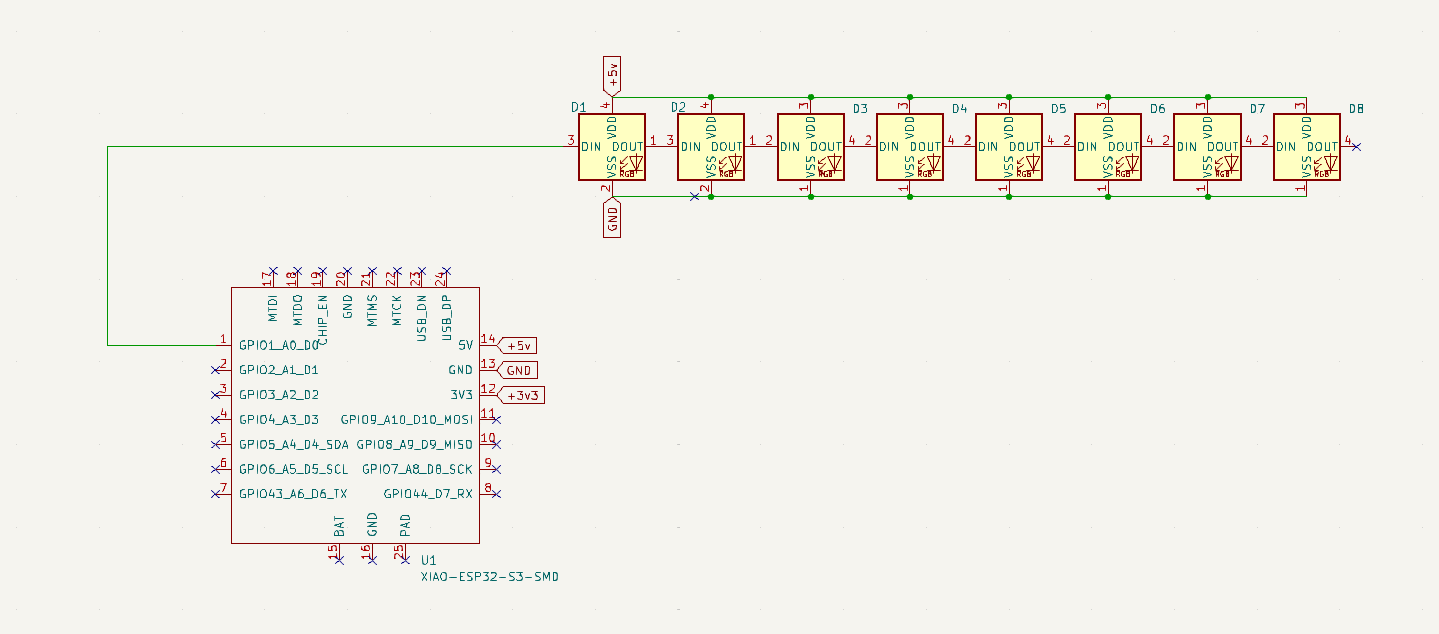 +5v
D1 D2 D3 D4 D5 D6 D7 D8
4 4 3 3 3 3 3 3
VDD VDD VDD VDD VDD VDD VDD VDD
3 DIN DOUT 1 3 DIN DOUT 1 2 DIN DOUT 4 2 DIN DOUT 4 2 DIN DOUT 4 2 DIN DOUT 4 2 DIN DOUT 4 2 DIN DOUT 4
VSS VSS VSS VSS VSS VSS VSS VSS
RGB RGB RGB RGB RGB RGB RGB RGB
2 2 1 1 1 1 1 1
GND
17 18 19 20 21 22 23 24
MTDI MTDO CHIP_EN GND MTMS MTCK USB_DN USB_DP
1 GPIO1_A0_D0 5V 14 +5v
2 GPIO2_A1_D1 GND 13 GND
3 GPIO3_A2_D2 3V3 12 +3v3
4 GPIO4_A3_D3 GPIO9_A10_D10_MOSI 11
5 GPIO5_A4_D4_SDA GPIO8_A9_D9_MISO 10
6 GPIO6_A5_D5_SCL GPIO7_A8_D8_SCK 9
7 GPIO43_A6_D6_TX GPIO44_D7_RX 8
BAT GND PAD
15 16 25
U1
XIAO-ESP32-S3-SMD